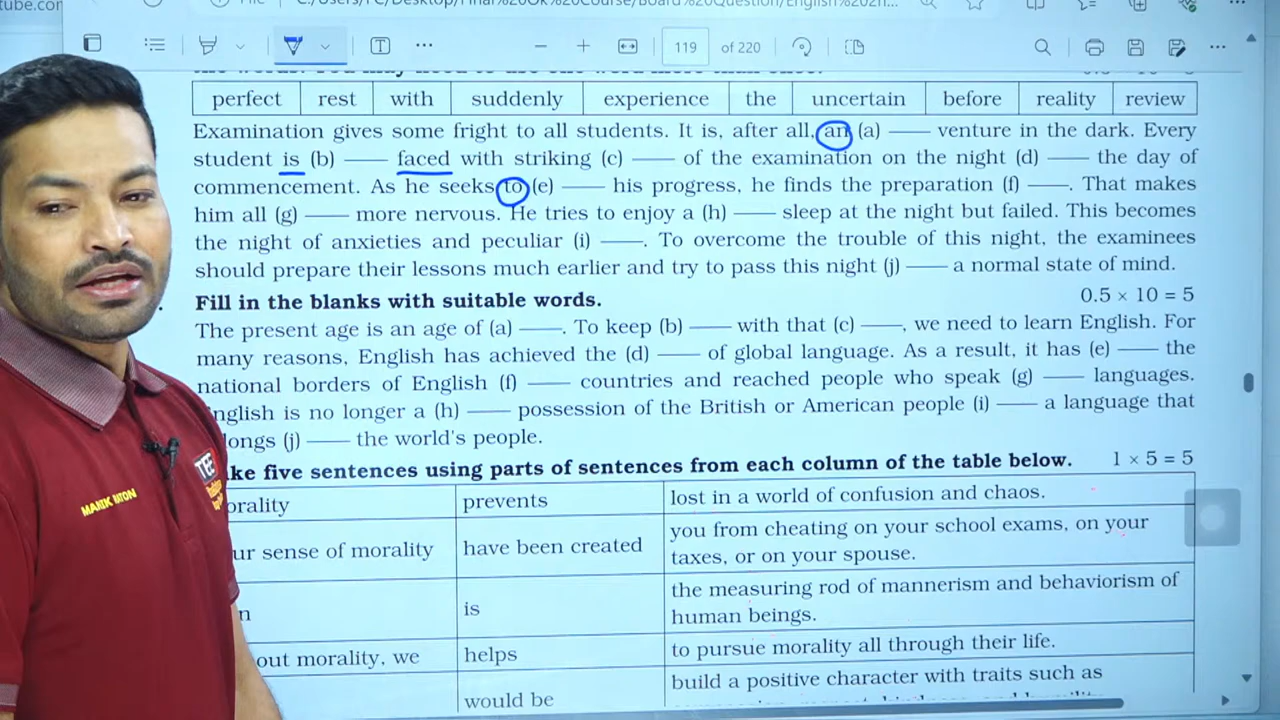 tube.com
119 of 220
perfect rest with suddenly experience the uncertain before reality review
Examination gives some fright to all students. It is, after all, an (a) —— venture in the dark. Every
student is (b) —— faced with striking (c) —— of the examination on the night (d) —— the day of
commencement. As he seeks to (e) —— his progress, he finds the preparation (f) ——. That makes
him all (g) —— more nervous. He tries to enjoy a (h) —— sleep at the night but failed. This becomes
the night of anxieties and peculiar (i) ——. To overcome the trouble of this night, the examinees
should prepare their lessons much earlier and try to pass this night (j) —— a normal state of mind.
Fill in the blanks with suitable words. 0.5 × 10 = 5
The present age is an age of (a) ——. To keep (b) —— with that (c) ——, we need to learn English. For
many reasons, English has achieved the (d) —— of global language. As a result, it has (e) —— the
national borders of English (f) —— countries and reached people who speak (g) —— languages.
nglish is no longer a (h) —— possession of the British or American people (i) —— a language that
longs (j) —— the world's people.
ke five sentences using parts of sentences from each column of the table below. 1 × 5 = 5
orality prevents lost in a world of confusion and chaos.
ur sense of morality have been created you from cheating on your school exams, on your
taxes, or on your spouse.
n is the measuring rod of mannerism and behaviorism of
human beings.
out morality, we helps to pursue morality all through their life.
would be build a positive character with traits such as
MANIK RATON